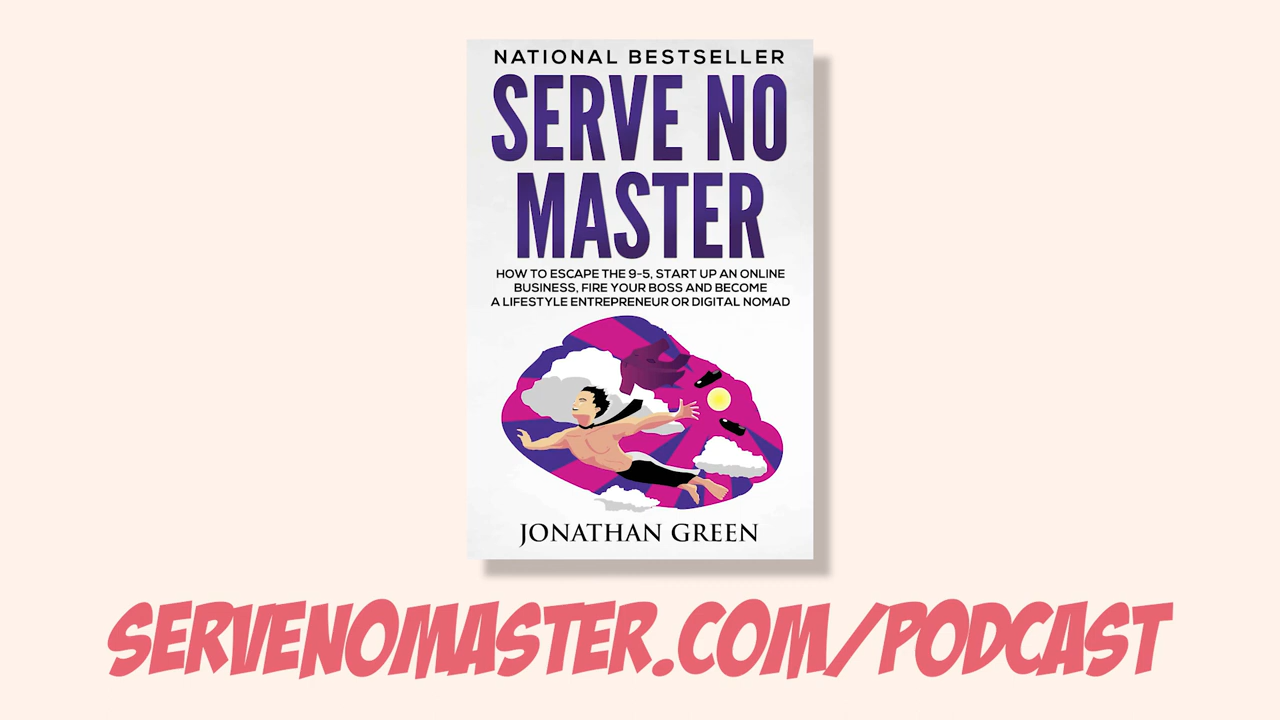 NATIONAL BESTSELLER
SERVE NO
MASTER
HOW TO ESCAPE THE 9-5, START UP AN ONLINE
BUSINESS, FIRE YOUR BOSS AND BECOME
A LIFESTYLE ENTREPRENEUR OR DIGITAL NOMAD
JONATHAN GREEN
SERVENOMASTER.COM/PODCAST